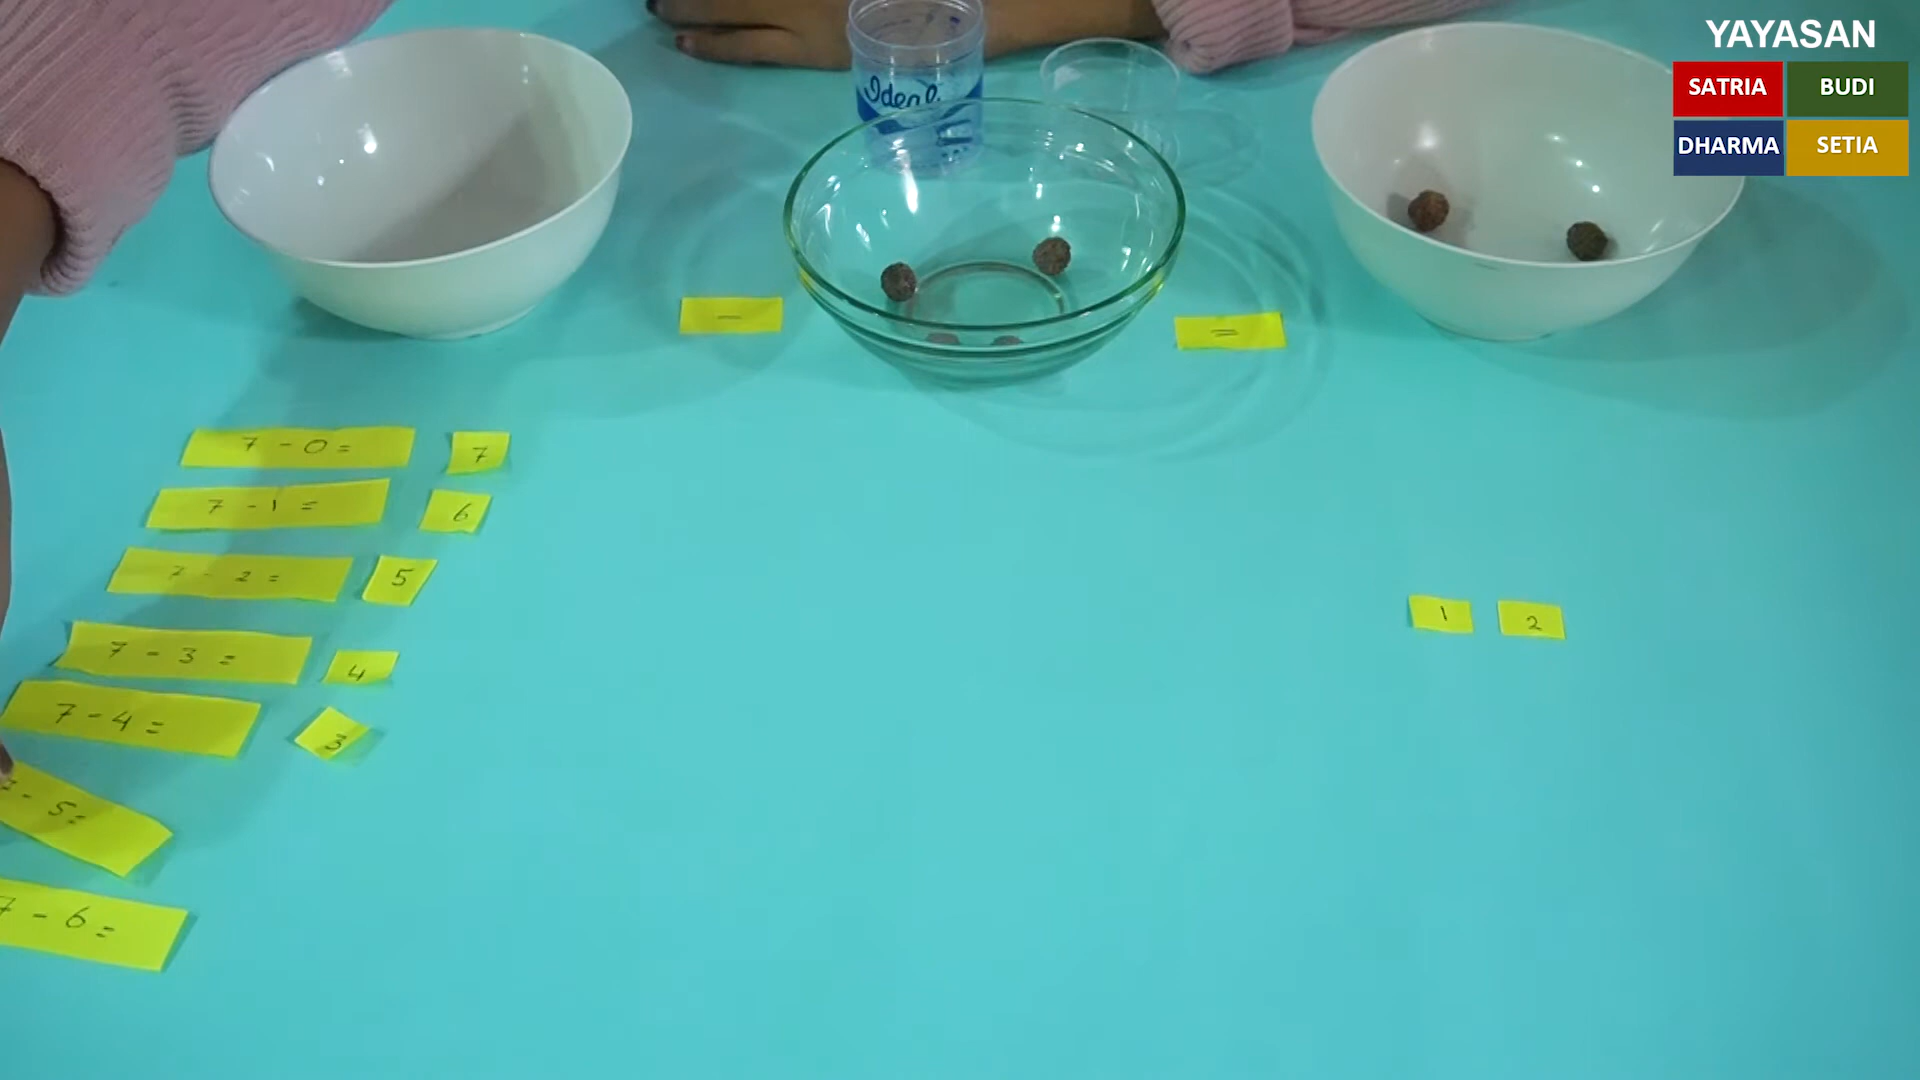 YAYASAN
SATRIA BUDI
DHARMA SETIA
Ideal
-
=
7 - 0 = 7
7 - 1 = 6
7 - 2 = 5
7 - 3 = 4
7 - 4 = 3
7 - 5 =
7 - 6 =
1 2